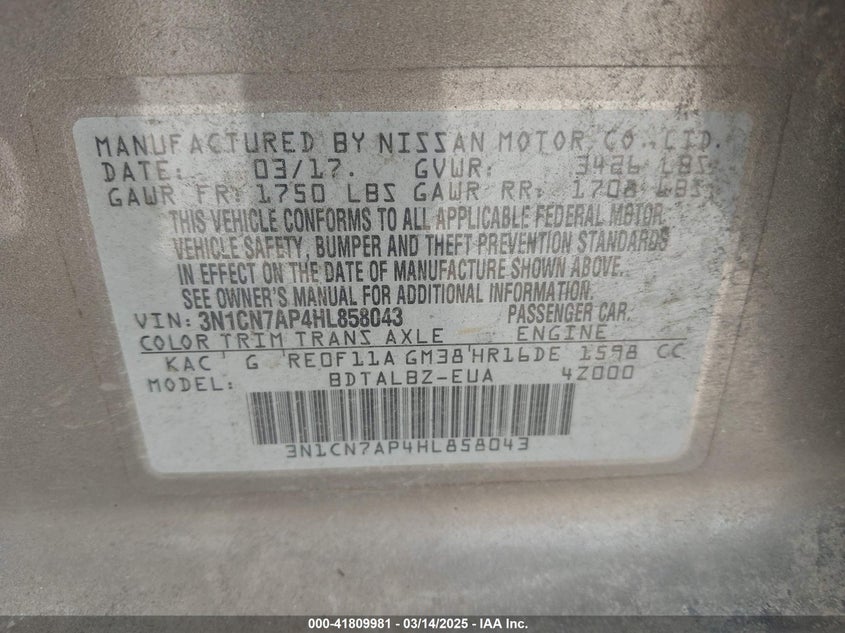 MANUFACTURED BY NISSAN MOTOR CO., LTD.
DATE: 03/17. GVWR: 3426 LBS
GAWR FR: 1750 LBS GAWR RR: 1708 LBS
THIS VEHICLE CONFORMS TO ALL APPLICABLE FEDERAL MOTOR
VEHICLE SAFETY, BUMPER AND THEFT PREVENTION STANDARDS
IN EFFECT ON THE DATE OF MANUFACTURE SHOWN ABOVE.
SEE OWNER'S MANUAL FOR ADDITIONAL INFORMATION.
VIN: 3N1CN7AP4HL858043 PASSENGER CAR.
COLOR TRIM TRANS AXLE ENGINE
KAC G RE0F11A GM38 HR16DE 1598 CC
MODEL: BDTALBZ-EUA 4Z000
3N1CN7AP4HL858043
000-41809981 - 03/14/2025 - IAA Inc.